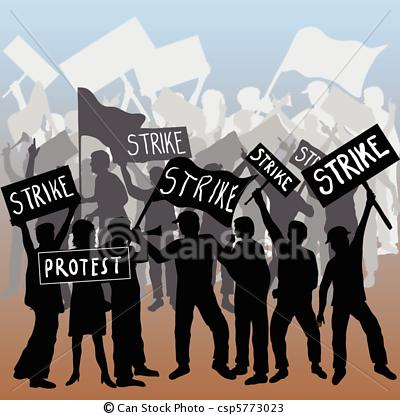 STRIKE
STRIKE
STRIKE
STRIKE
STRIKE
PROTEST
© Can Stock Photo - csp5773023